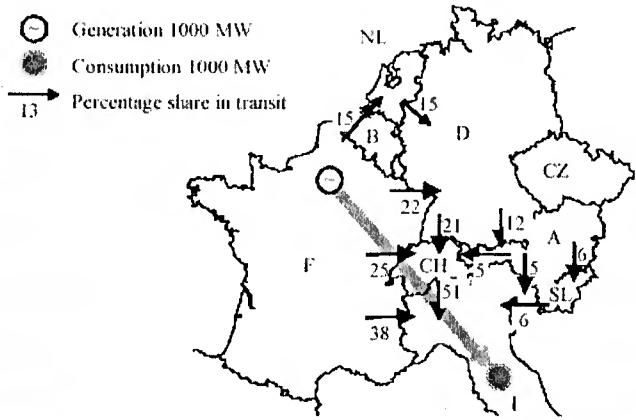 Generation 1000 MW
Consumption 1000 MW
13 Percentage share in transit
NL
15
15
B
D
CZ
22
21
12
A
6
F
25
CH
5
5
SL
51
6
38
I